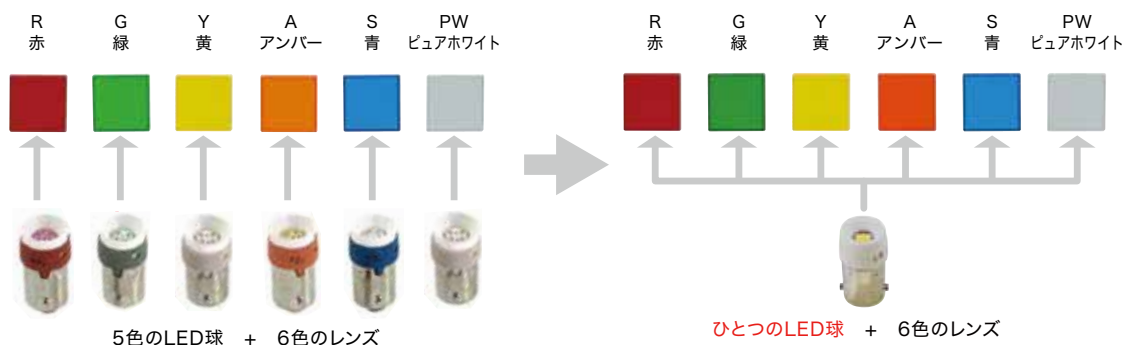 R G Y A S PW
赤 緑 黄 アンバー 青 ピュアホワイト
R G Y A S PW
赤 緑 黄 アンバー 青 ピュアホワイト
5色のLED球 + 6色のレンズ
ひとつのLED球 + 6色のレンズ